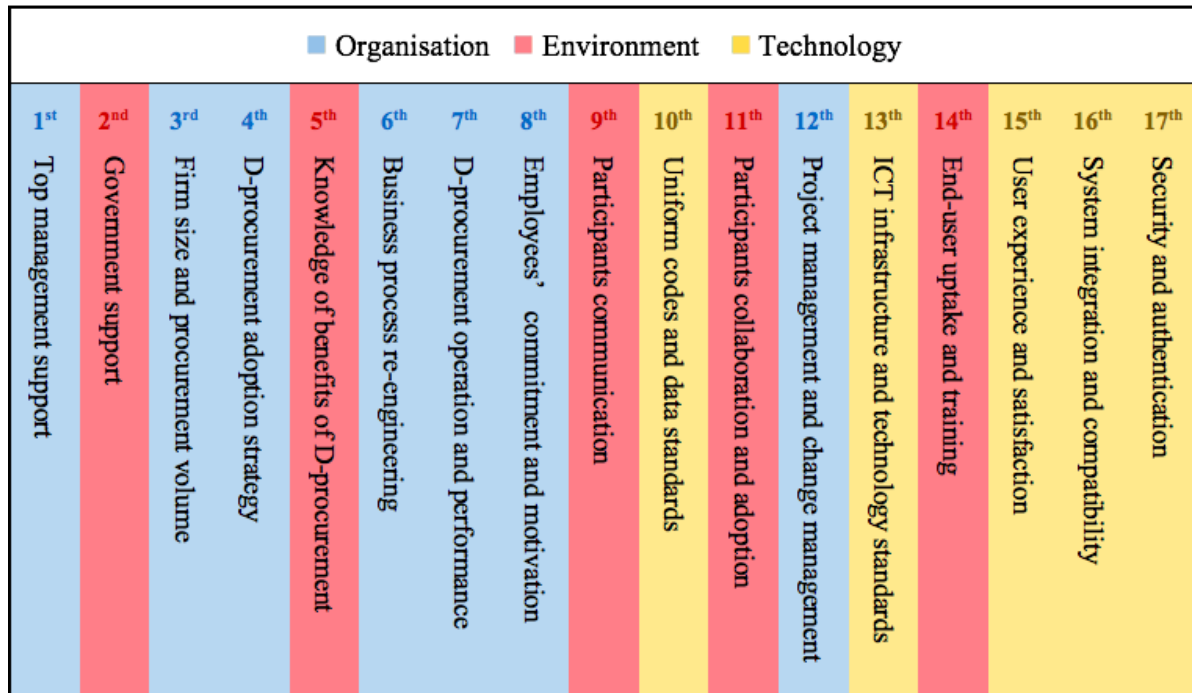 Organisation Environment Technology
1st
Top management support
2nd
Government support
3rd
Firm size and procurement volume
4th
D-procurement adoption strategy
5th
Knowledge of benefits of D-procurement
6th
Business process re-engineering
7th
D-procurement operation and performance
8th
Employees’ commitment and motivation
9th
Participants communication
10th
Uniform codes and data standards
11th
Participants collaboration and adoption
12th
Project management and change management
13th
ICT infrastructure and technology standards
14th
End-user uptake and training
15th
User experience and satisfaction
16th
System integration and compatibility
17th
Security and authentication